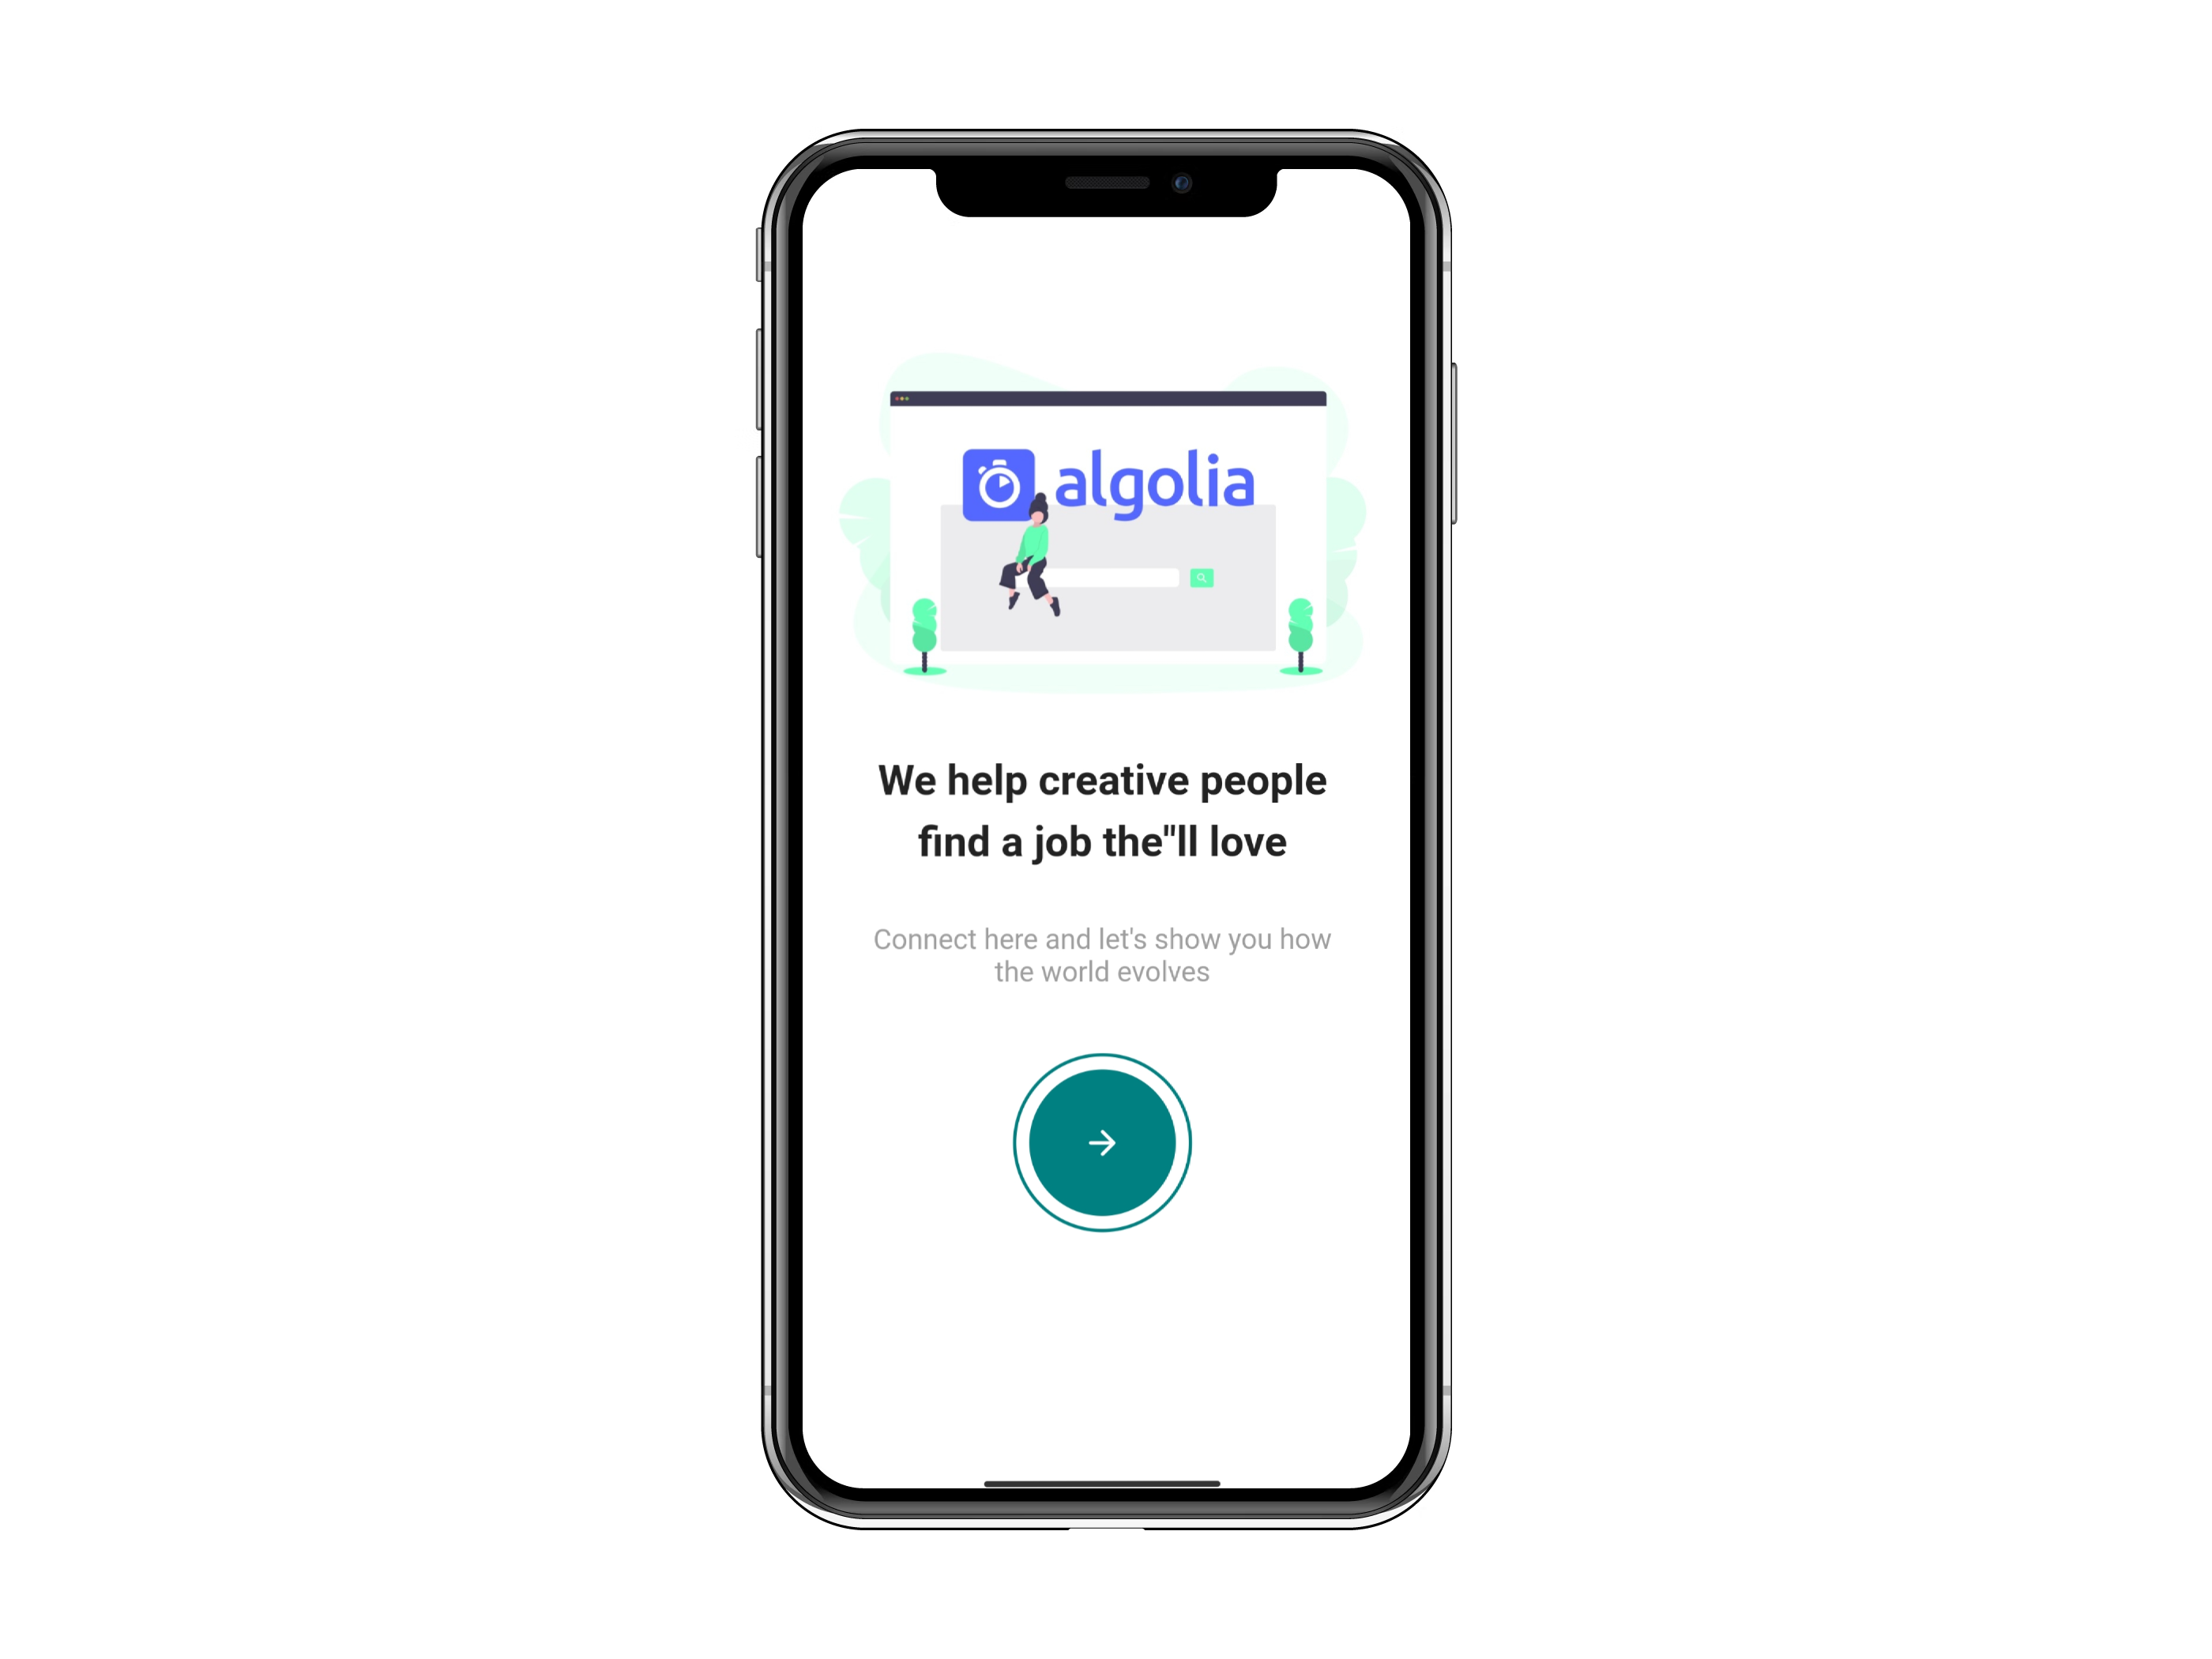 algolia
We help creative people
find a job the"ll love
Connect here and let's show you how
the world evolves